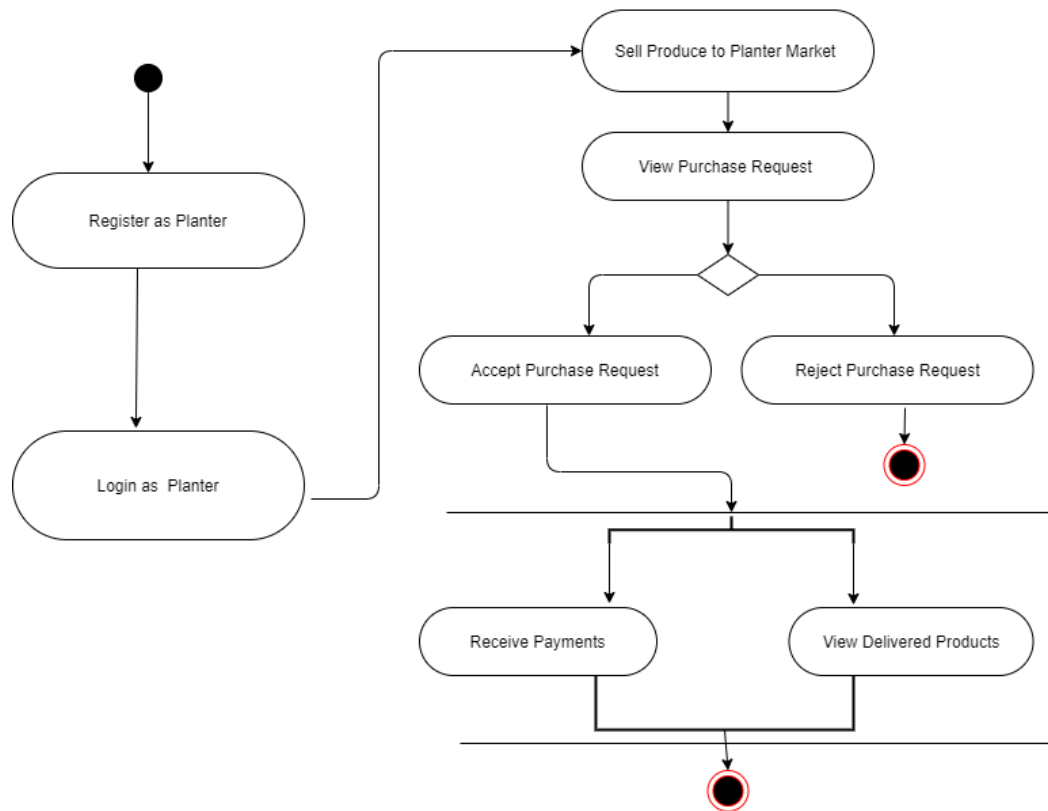 Sell Produce to Planter Market
View Purchase Request
Register as Planter
Accept Purchase Request
Reject Purchase Request
Login as  Planter
Receive Payments
View Delivered Products